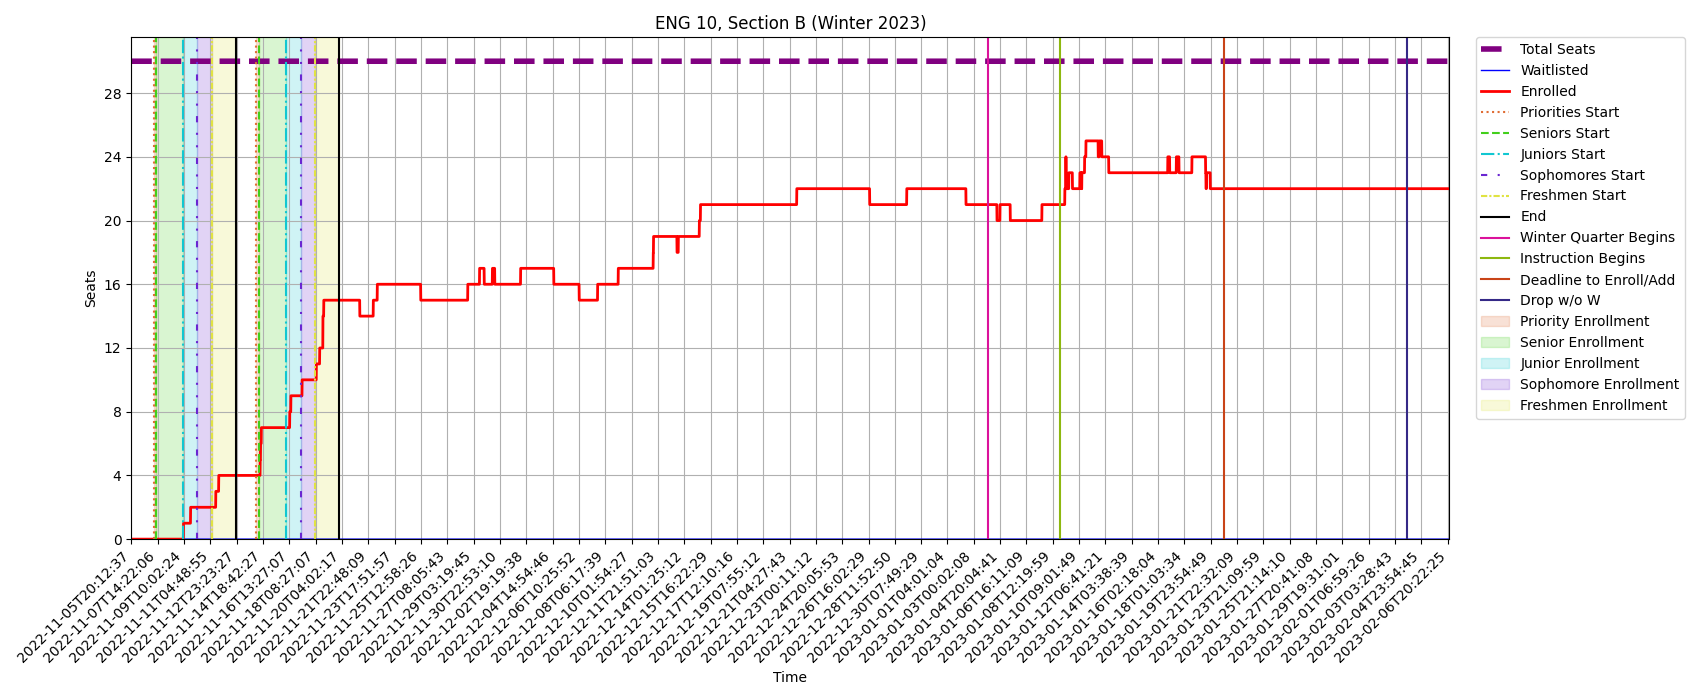 ENG 10, Section B (Winter 2023)
Seats
28
24
20
16
12
8
4
0
2022-11-05T20:12:37
2022-11-07T14:22:06
2022-11-09T10:02:24
2022-11-11T04:48:55
2022-11-12T23:23:27
2022-11-14T18:42:27
2022-11-16T13:27:07
2022-11-18T08:27:07
2022-11-20T04:02:17
2022-11-21T22:48:09
2022-11-23T17:51:57
2022-11-25T12:58:26
2022-11-27T08:05:43
2022-11-29T03:19:45
2022-11-30T22:53:10
2022-12-02T19:19:38
2022-12-04T14:54:46
2022-12-06T10:25:52
2022-12-08T06:17:39
2022-12-10T01:54:27
2022-12-11T21:51:03
2022-12-14T01:25:12
2022-12-15T16:22:29
2022-12-17T12:10:16
2022-12-19T07:55:12
2022-12-21T04:27:43
2022-12-23T00:11:12
2022-12-24T20:05:53
2022-12-26T16:02:29
2022-12-28T11:52:50
2022-12-30T07:49:29
2023-01-01T04:01:04
2023-01-03T00:02:08
2023-01-04T20:04:41
2023-01-06T16:11:09
2023-01-08T12:19:59
2023-01-10T09:01:49
2023-01-12T06:41:21
2023-01-14T03:38:39
2023-01-16T02:18:04
2023-01-18T01:03:34
2023-01-19T23:54:49
2023-01-21T22:32:09
2023-01-23T21:09:59
2023-01-25T21:14:10
2023-01-27T20:41:08
2023-01-29T19:31:01
2023-02-01T06:59:26
2023-02-03T03:28:43
2023-02-04T23:54:45
2023-02-06T20:22:25
Time
Total Seats
Waitlisted
Enrolled
Priorities Start
Seniors Start
Juniors Start
Sophomores Start
Freshmen Start
End
Winter Quarter Begins
Instruction Begins
Deadline to Enroll/Add
Drop w/o W
Priority Enrollment
Senior Enrollment
Junior Enrollment
Sophomore Enrollment
Freshmen Enrollment